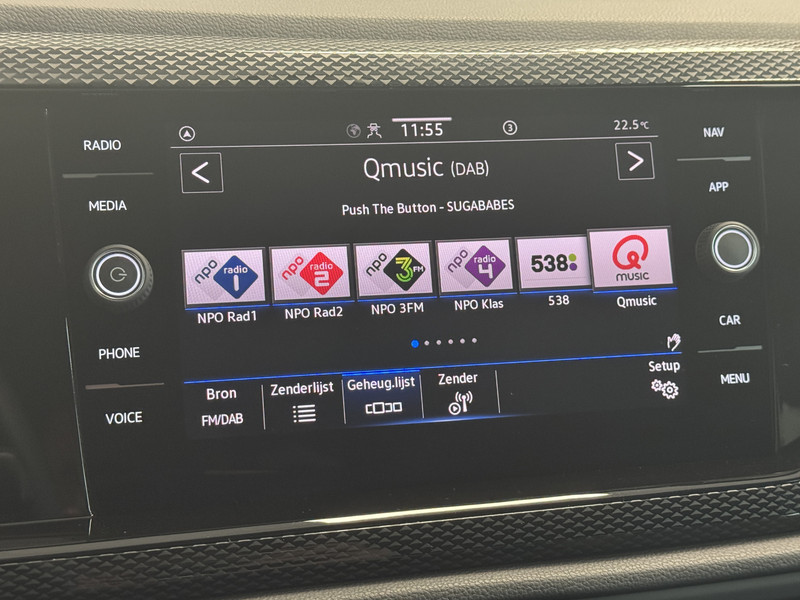 RADIO
MEDIA
PHONE
VOICE
11:55
3
22.5°C
<
Qmusic (DAB)
>
Push The Button - SUGABABES
npo radio 1
npo radio 2
npo 3FM
npo radio 4
538
Q MUSIC
NPO Rad1
NPO Rad2
NPO 3FM
NPO Klas
538
Qmusic
Bron
FM/DAB
Zenderlijst
Geheug.lijst
Zender
Setup
NAV
APP
CAR
MENU